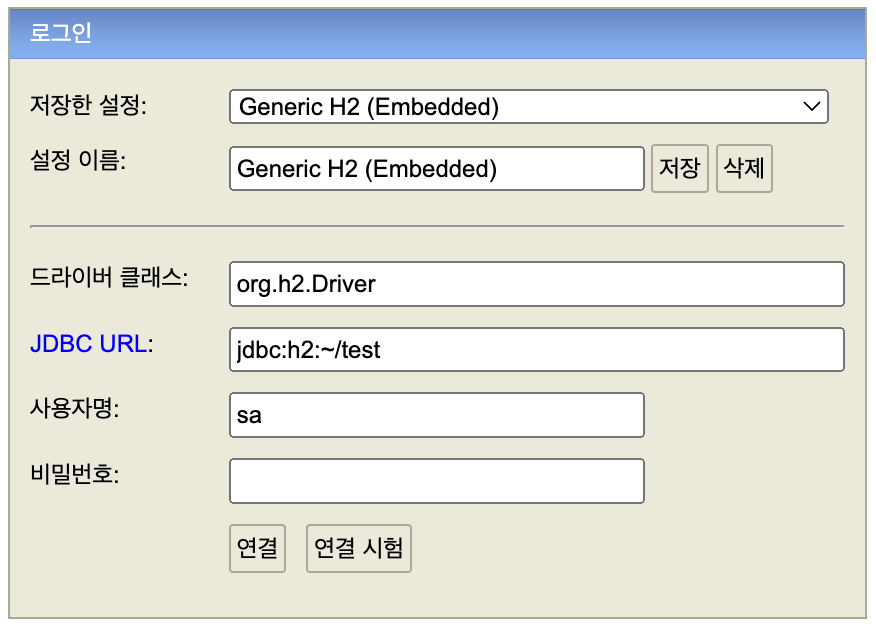 로그인
저장한 설정: Generic H2 (Embedded)
설정 이름: Generic H2 (Embedded) 저장 삭제
드라이버 클래스: org.h2.Driver
JDBC URL: jdbc:h2:~/test
사용자명: sa
비밀번호:
연결 연결 시험